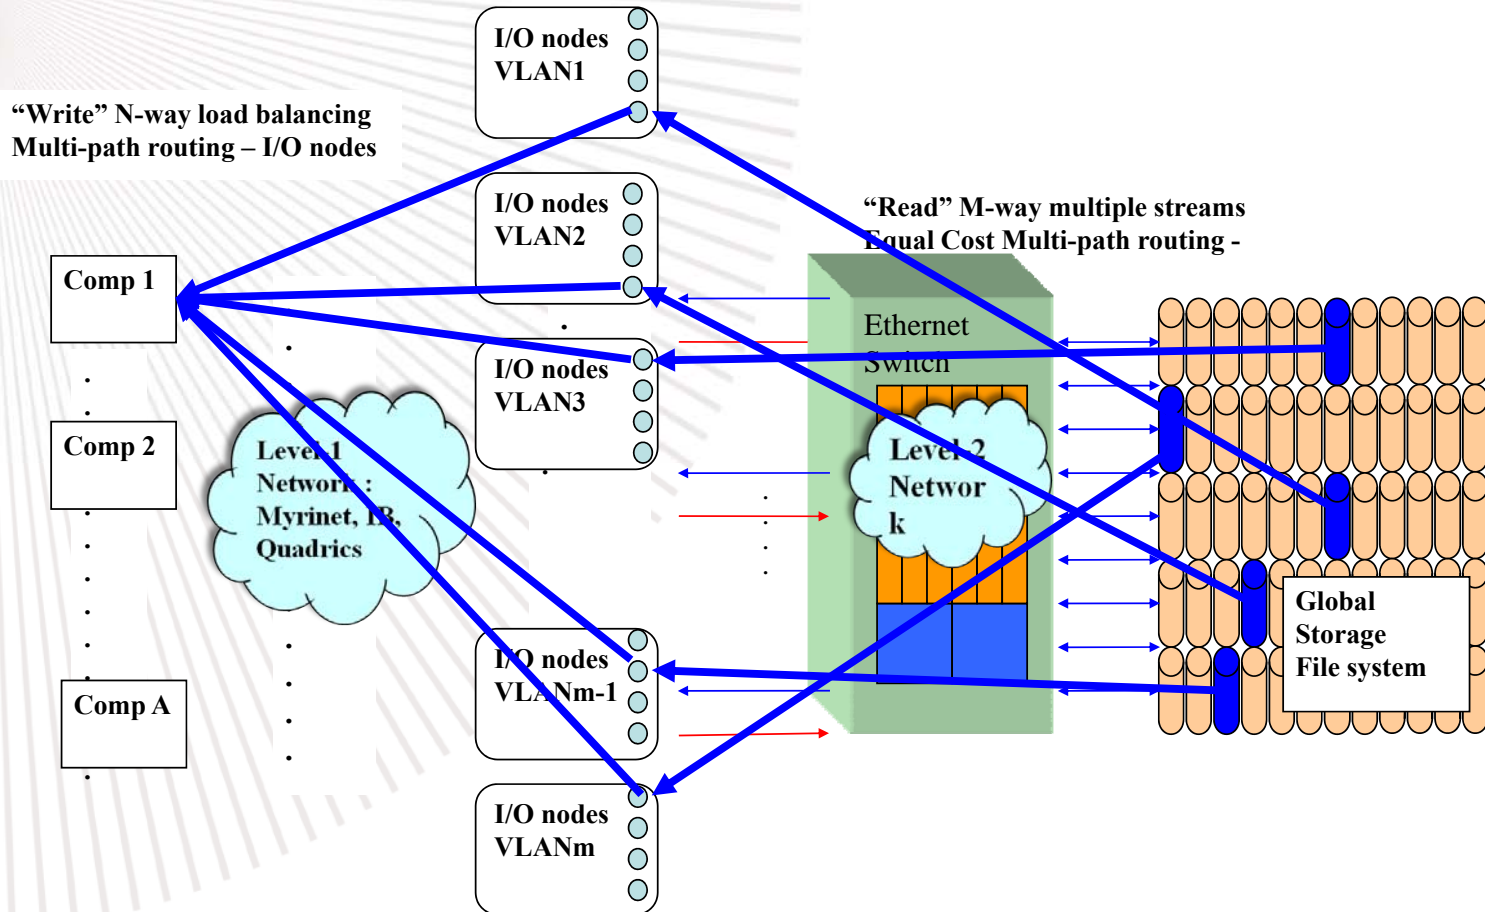 I/O nodes
VLAN1
“Write” N-way load balancing
Multi-path routing – I/O nodes
I/O nodes
VLAN2
“Read” M-way multiple streams
Equal Cost Multi-path routing -
Comp 1
Ethernet
Switch
I/O nodes
VLAN3
Comp 2
Level-1
Network :
Myrinet, IB,
Quadrics
Level-2
Networ
k
Global
Storage
File system
I/O nodes
VLANm-1
Comp A
I/O nodes
VLANm